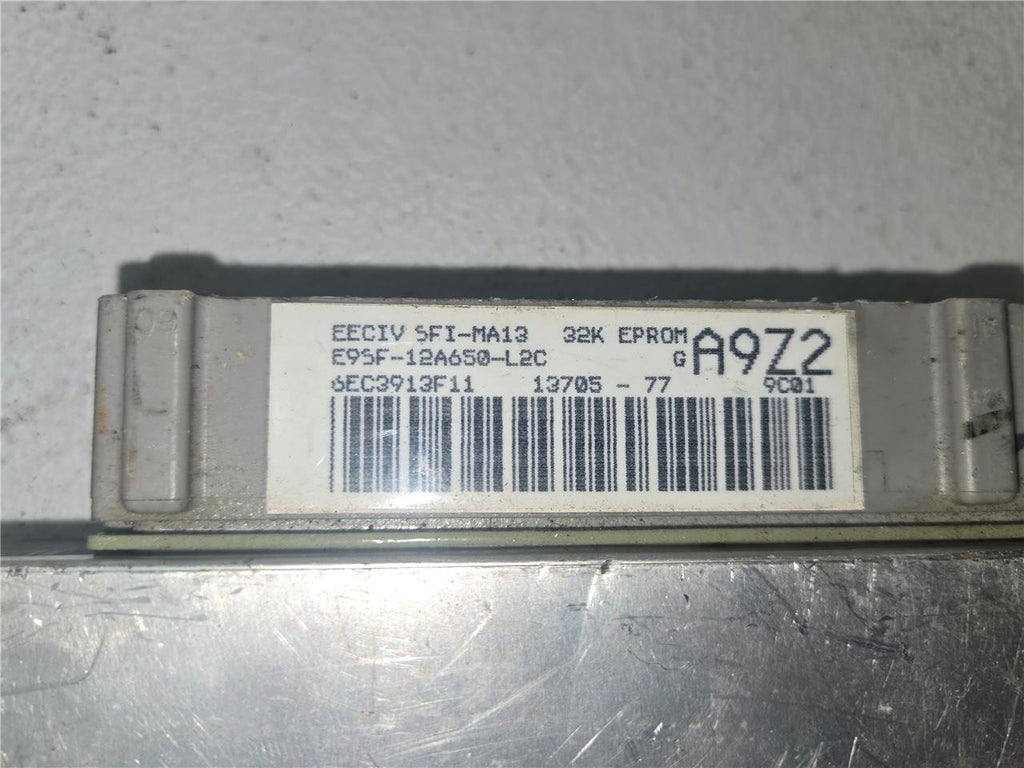 EECIV SFI-MA13 32K EPROM
E9SF-12A650-L2C G A9Z2
6EC3913F11 13705 - 77 9C01